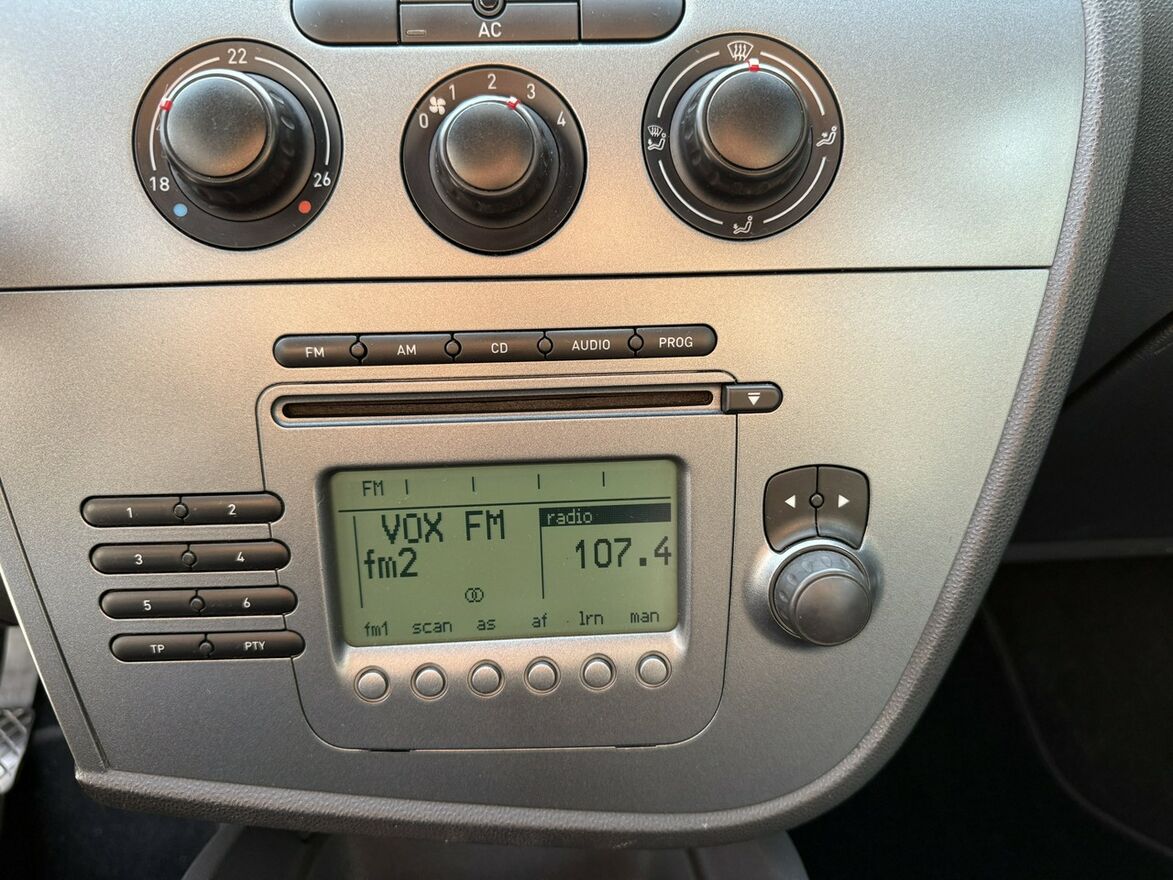 AC
22
18 26
0 1 2 3 4
FM AM CD AUDIO PROG
1 2
3 4
5 6
TP PTY
FM
VOX FM radio
fm2 107.4
fm1 scan as af lrn man